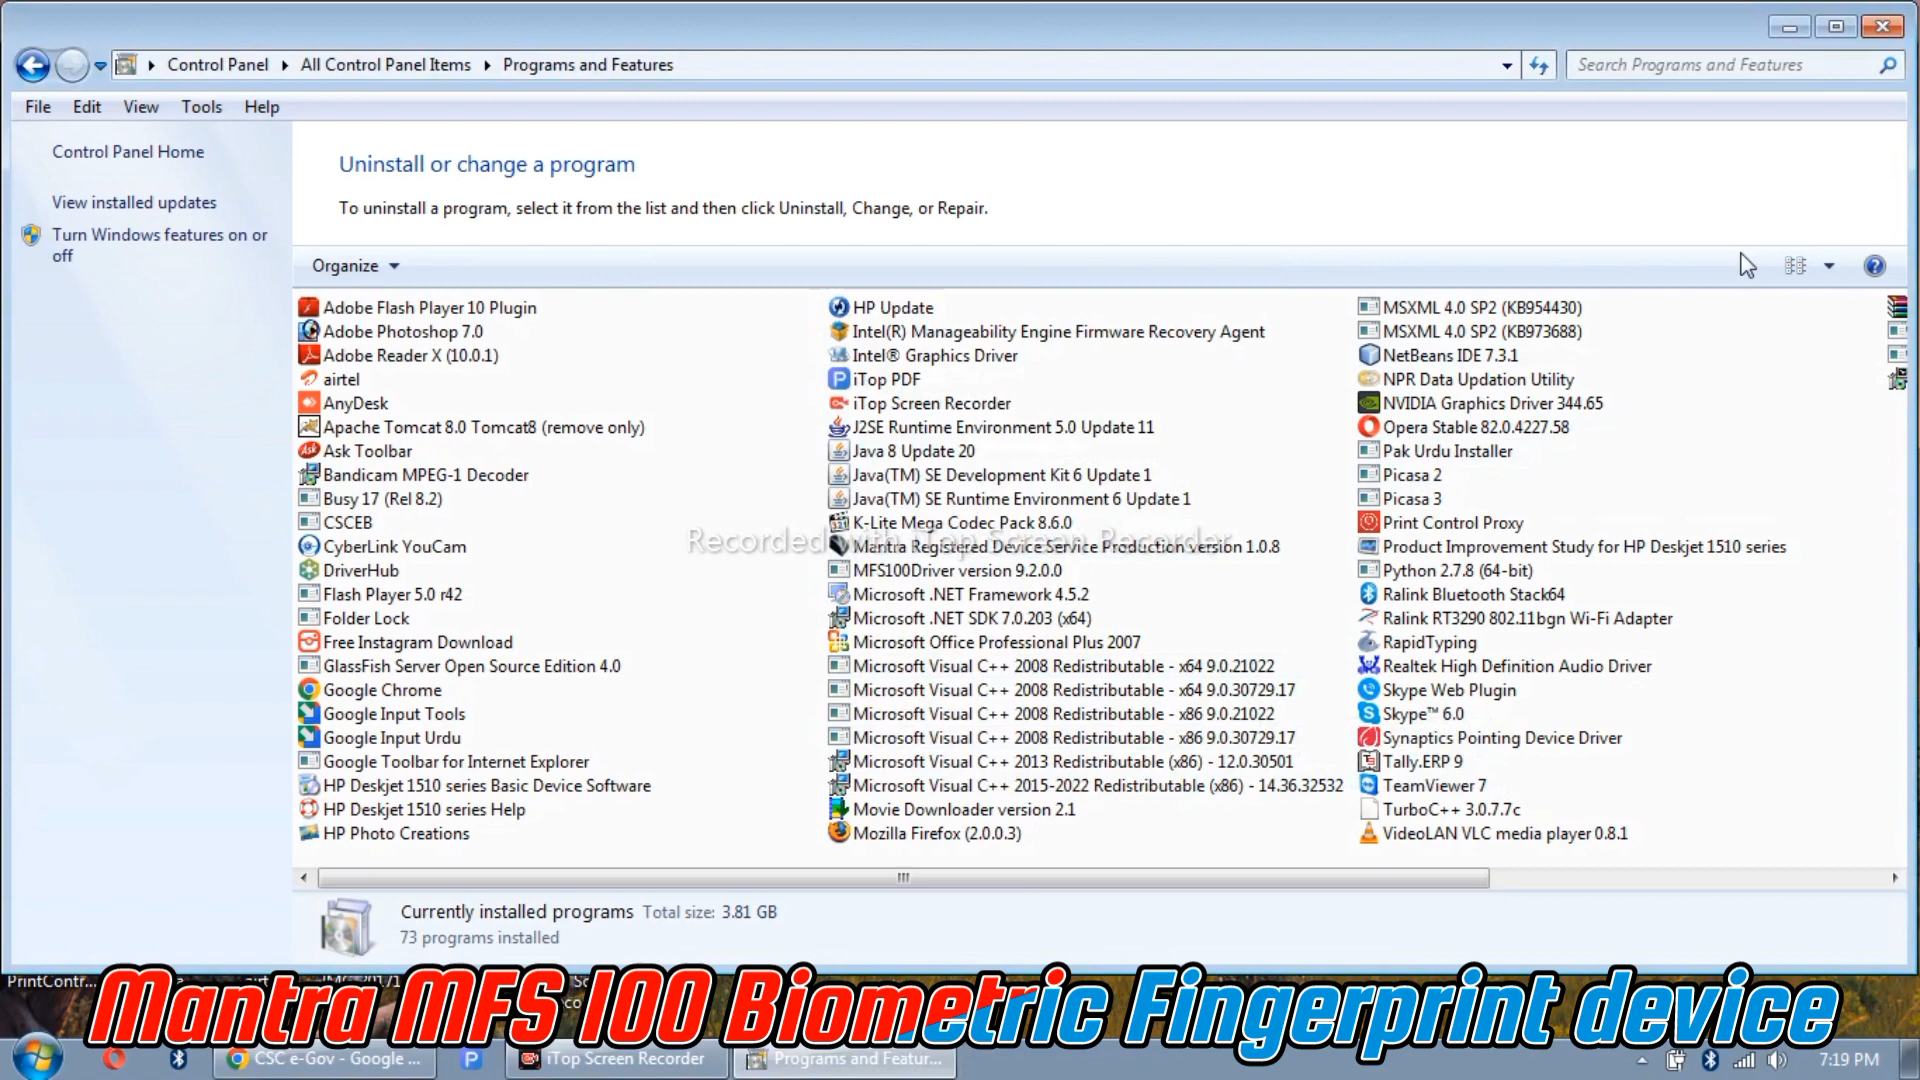 Control Panel ▸ All Control Panel Items ▸ Programs and Features
Search Programs and Features
File Edit View Tools Help
Control Panel Home
View installed updates
Turn Windows features on or
off
Uninstall or change a program
To uninstall a program, select it from the list and then click Uninstall, Change, or Repair.
Organize
Adobe Flash Player 10 Plugin
Adobe Photoshop 7.0
Adobe Reader X (10.0.1)
airtel
AnyDesk
Apache Tomcat 8.0 Tomcat8 (remove only)
Ask Toolbar
Bandicam MPEG-1 Decoder
Busy 17 (Rel 8.2)
CSCEB
CyberLink YouCam
DriverHub
Flash Player 5.0 r42
Folder Lock
Free Instagram Download
GlassFish Server Open Source Edition 4.0
Google Chrome
Google Input Tools
Google Input Urdu
Google Toolbar for Internet Explorer
HP Deskjet 1510 series Basic Device Software
HP Deskjet 1510 series Help
HP Photo Creations
HP Update
Intel(R) Manageability Engine Firmware Recovery Agent
Intel® Graphics Driver
iTop PDF
iTop Screen Recorder
J2SE Runtime Environment 5.0 Update 11
Java 8 Update 20
Java(TM) SE Development Kit 6 Update 1
Java(TM) SE Runtime Environment 6 Update 1
K-Lite Mega Codec Pack 8.6.0
Recorded with iTop Screen Recorder
Mantra Registered Device Service Production version 1.0.8
MFS100Driver version 9.2.0.0
Microsoft .NET Framework 4.5.2
Microsoft .NET SDK 7.0.203 (x64)
Microsoft Office Professional Plus 2007
Microsoft Visual C++ 2008 Redistributable - x64 9.0.21022
Microsoft Visual C++ 2008 Redistributable - x64 9.0.30729.17
Microsoft Visual C++ 2008 Redistributable - x86 9.0.21022
Microsoft Visual C++ 2008 Redistributable - x86 9.0.30729.17
Microsoft Visual C++ 2013 Redistributable (x86) - 12.0.30501
Microsoft Visual C++ 2015-2022 Redistributable (x86) - 14.36.32532
Movie Downloader version 2.1
Mozilla Firefox (2.0.0.3)
MSXML 4.0 SP2 (KB954430)
MSXML 4.0 SP2 (KB973688)
NetBeans IDE 7.3.1
NPR Data Updation Utility
NVIDIA Graphics Driver 344.65
Opera Stable 82.0.4227.58
Pak Urdu Installer
Picasa 2
Picasa 3
Print Control Proxy
Product Improvement Study for HP Deskjet 1510 series
Python 2.7.8 (64-bit)
Ralink Bluetooth Stack64
Ralink RT3290 802.11bgn Wi-Fi Adapter
RapidTyping
Realtek High Definition Audio Driver
Skype Web Plugin
Skype™ 6.0
Synaptics Pointing Device Driver
Tally.ERP 9
TeamViewer 7
TurboC++ 3.0.7.7c
VideoLAN VLC media player 0.8.1
Currently installed programs Total size: 3.81 GB
73 programs installed
PrintContr...
Mantra MFS 100 Biometric Fingerprint device
CSC e-Gov - Google ...
iTop Screen Recorder
Programs and Featur...
7:19 PM